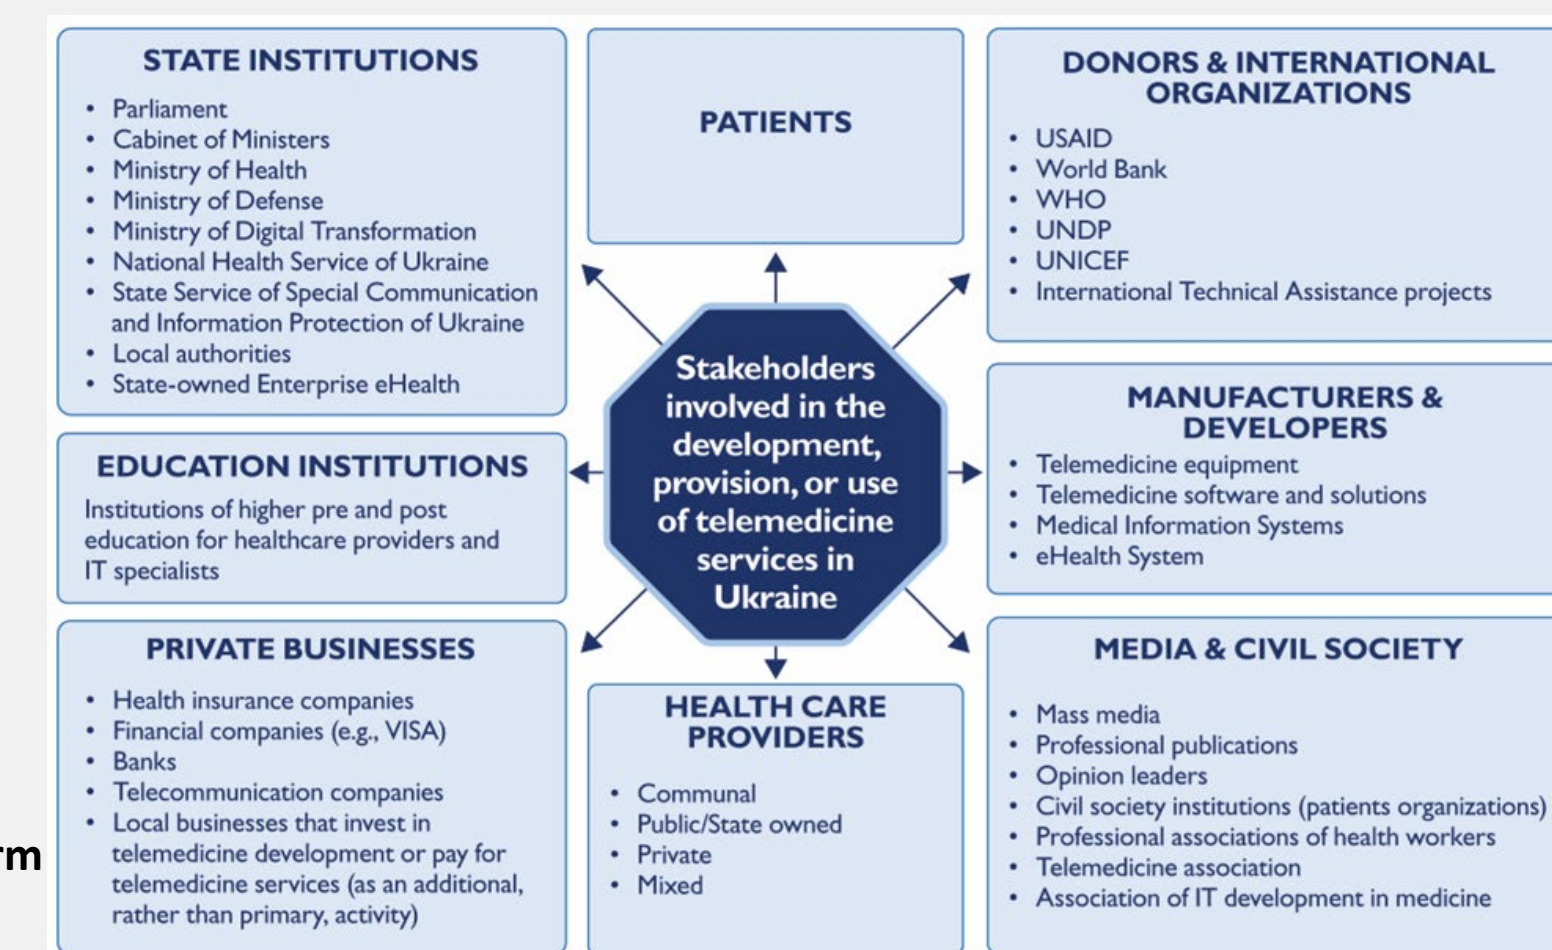 STATE INSTITUTIONS
• Parliament
• Cabinet of Ministers
• Ministry of Health
• Ministry of Defense
• Ministry of Digital Transformation
• National Health Service of Ukraine
• State Service of Special Communication
and Information Protection of Ukraine
• Local authorities
• State-owned Enterprise eHealth
PATIENTS
DONORS & INTERNATIONAL
ORGANIZATIONS
• USAID
• World Bank
• WHO
• UNDP
• UNICEF
• International Technical Assistance projects
Stakeholders
involved in the
development,
provision, or use
of telemedicine
services in
Ukraine
EDUCATION INSTITUTIONS
Institutions of higher pre and post
education for healthcare providers and
IT specialists
MANUFACTURERS &
DEVELOPERS
• Telemedicine equipment
• Telemedicine software and solutions
• Medical Information Systems
• eHealth System
PRIVATE BUSINESSES
• Health insurance companies
• Financial companies (e.g., VISA)
• Banks
• Telecommunication companies
• Local businesses that invest in
telemedicine development or pay for
telemedicine services (as an additional,
rather than primary, activity)
HEALTH CARE
PROVIDERS
• Communal
• Public/State owned
• Private
• Mixed
MEDIA & CIVIL SOCIETY
• Mass media
• Professional publications
• Opinion leaders
• Civil society institutions (patients organizations)
• Professional associations of health workers
• Telemedicine association
• Association of IT development in medicine